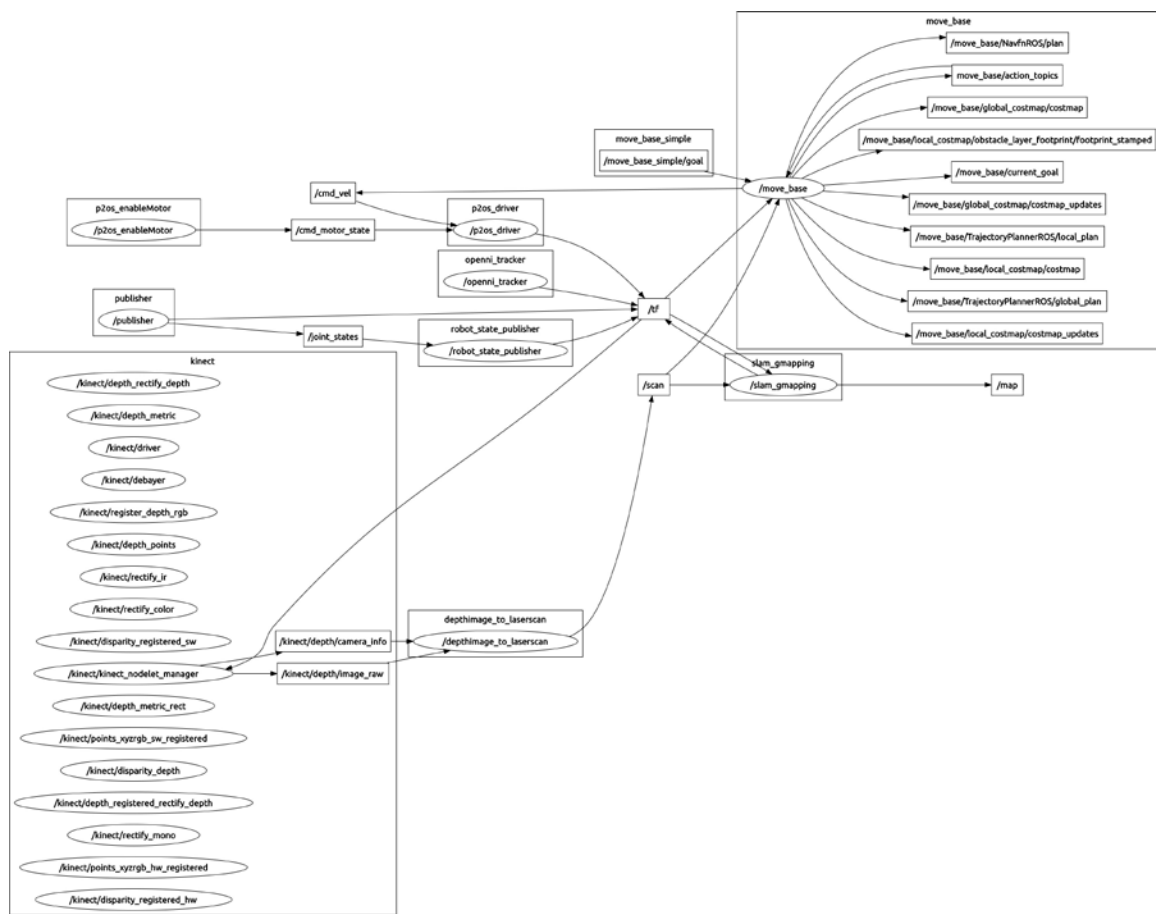 move_base
/move_base/NavfnROS/plan
move_base/action_topics
/move_base/global_costmap/costmap
/move_base/local_costmap/obstacle_layer_footprint/footprint_stamped
/move_base/current_goal
/move_base/global_costmap/costmap_updates
/move_base/TrajectoryPlannerROS/local_plan
/move_base/local_costmap/costmap
/move_base/TrajectoryPlannerROS/global_plan
/move_base/local_costmap/costmap_updates
move_base_simple
/move_base_simple/goal
/move_base
/cmd_vel
p2os_enableMotor
/p2os_enableMotor
/cmd_motor_state
p2os_driver
/p2os_driver
openni_tracker
/openni_tracker
publisher
/publisher
/joint_states
robot_state_publisher
/robot_state_publisher
/tf
/scan
slam_gmapping
/slam_gmapping
/map
kinect
/kinect/depth_rectify_depth
/kinect/depth_metric
/kinect/driver
/kinect/debayer
/kinect/register_depth_rgb
/kinect/depth_points
/kinect/rectify_ir
/kinect/rectify_color
/kinect/disparity_registered_sw
/kinect/kinect_nodelet_manager
/kinect/depth_metric_rect
/kinect/points_xyzrgb_sw_registered
/kinect/disparity_depth
/kinect/depth_registered_rectify_depth
/kinect/rectify_mono
/kinect/points_xyzrgb_hw_registered
/kinect/disparity_registered_hw
/kinect/depth/camera_info
/kinect/depth/image_raw
depthimage_to_laserscan
/depthimage_to_laserscan